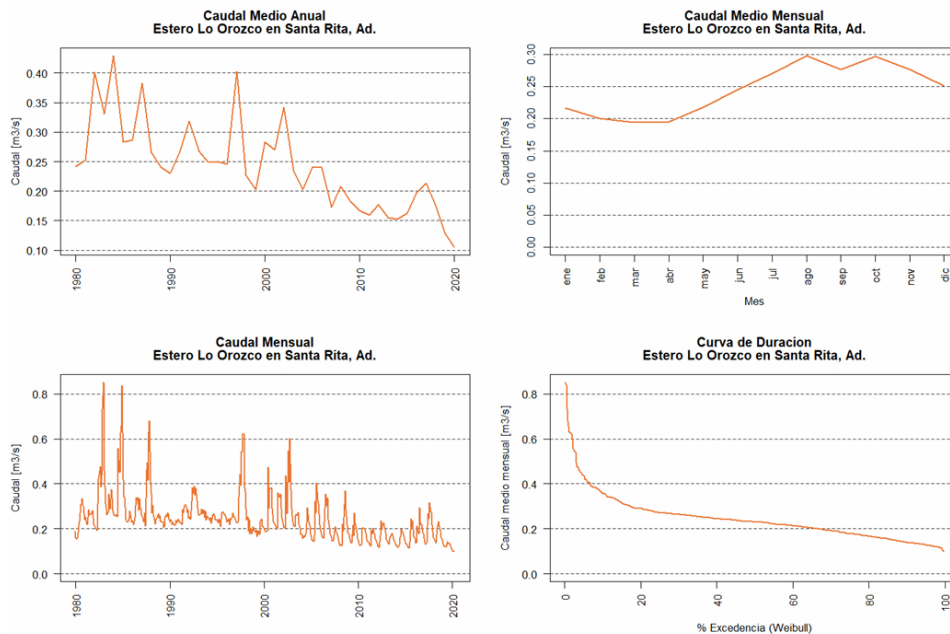 Caudal Medio Anual
Estero Lo Orozco en Santa Rita, Ad.
Caudal [m3/s]
0.40
0.35
0.30
0.25
0.20
0.15
0.10
1980
1990
2000
2010
2020
Caudal Medio Mensual
Estero Lo Orozco en Santa Rita, Ad.
Caudal [m3/s]
0.30
0.25
0.20
0.15
0.10
0.05
0.00
ene
feb
mar
abr
may
jun
jul
ago
sep
oct
nov
dic
Mes
Caudal Mensual
Estero Lo Orozco en Santa Rita, Ad.
Caudal [m3/s]
0.8
0.6
0.4
0.2
0.0
1980
1990
2000
2010
2020
Curva de Duracion
Estero Lo Orozco en Santa Rita, Ad.
Caudal medio mensual [m3/s]
0.8
0.6
0.4
0.2
0.0
0
20
40
60
80
100
% Excedencia (Weibull)